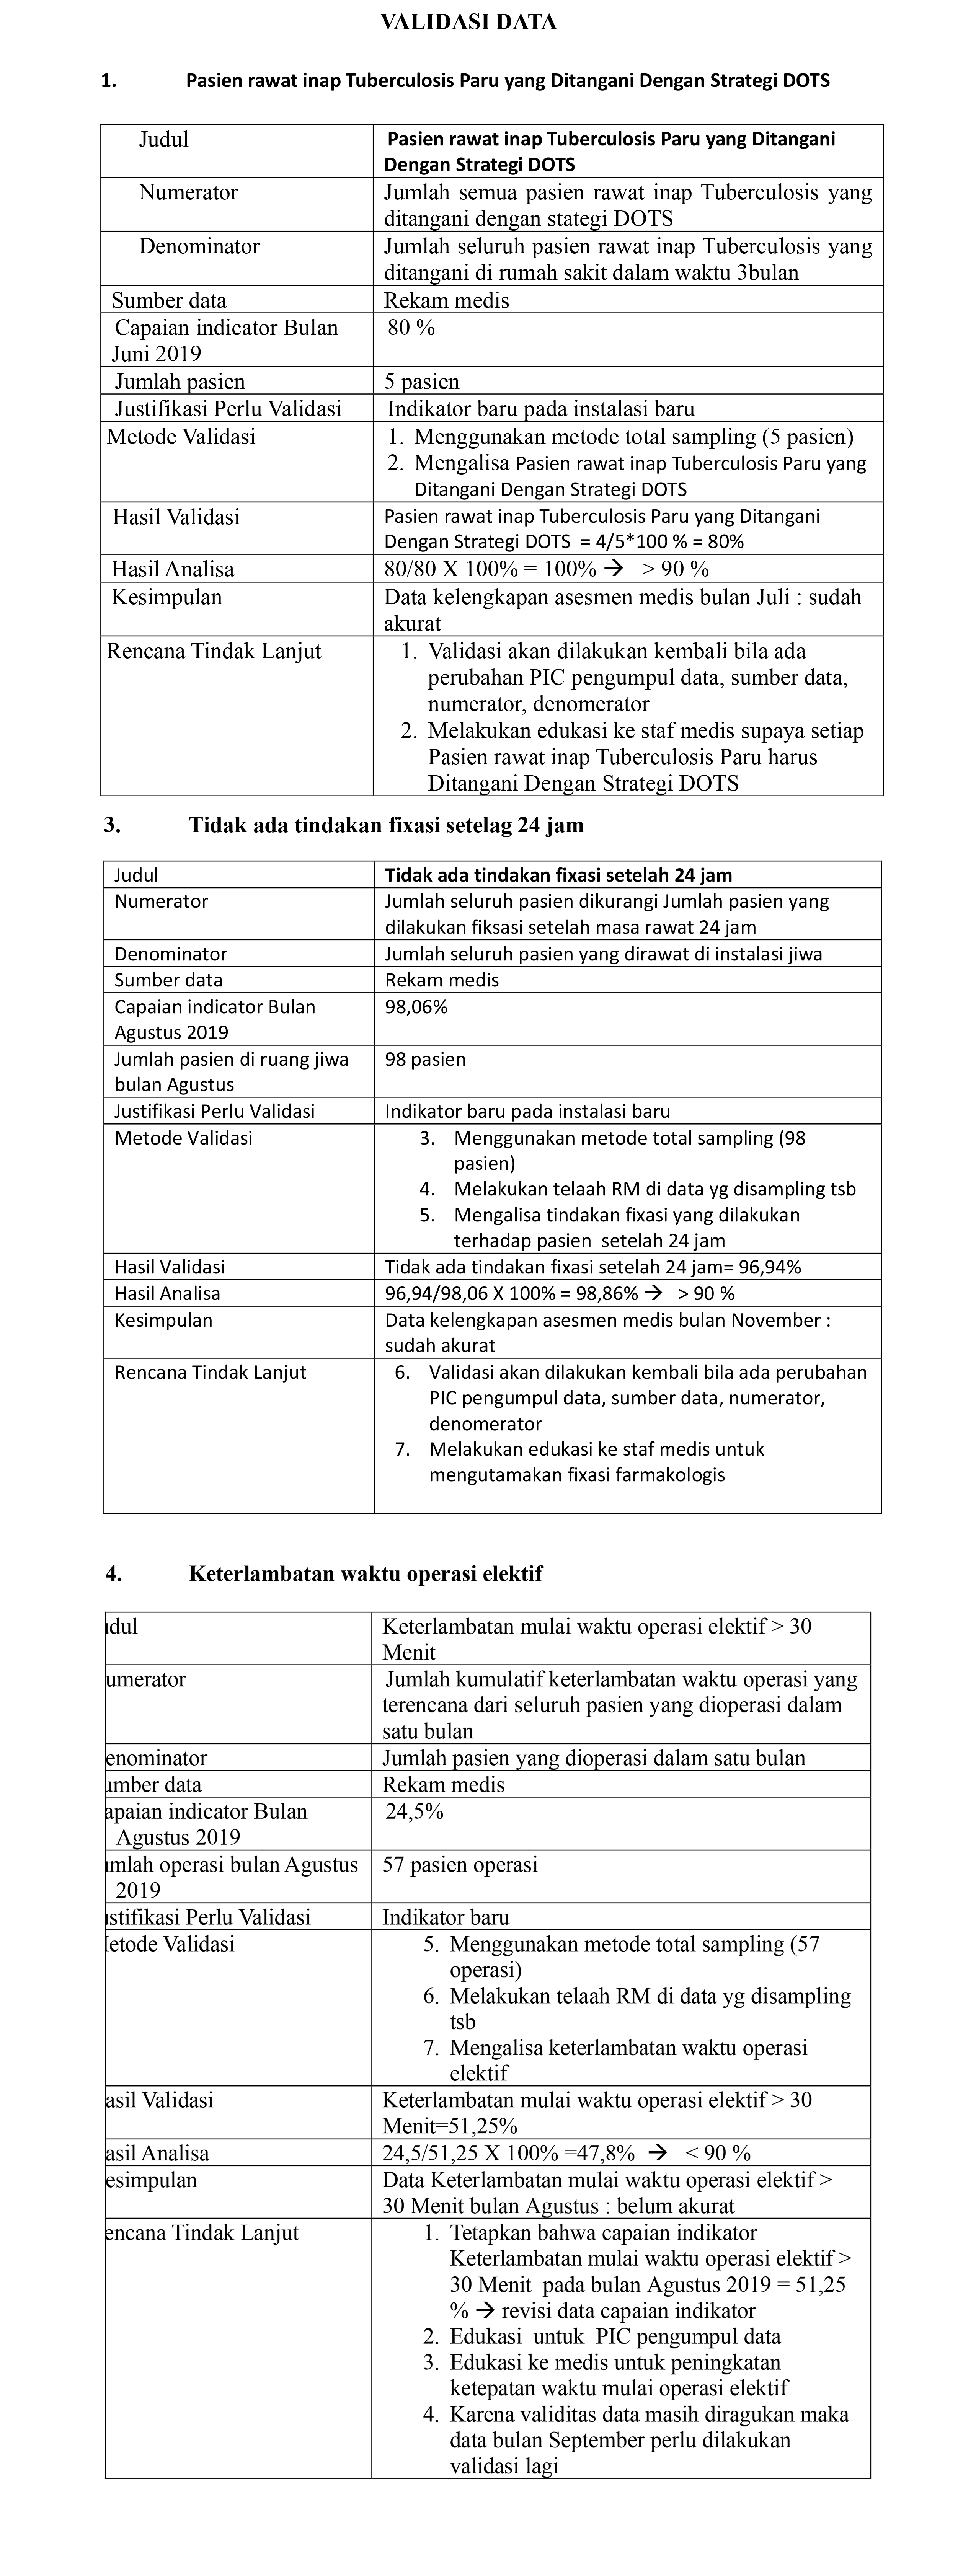 VALIDASI DATA
1. Pasien rawat inap Tuberculosis Paru yang Ditangani Dengan Strategi DOTS
Judul
Pasien rawat inap Tuberculosis Paru yang Ditangani
Dengan Strategi DOTS
Numerator
Jumlah semua pasien rawat inap Tuberculosis yang
ditangani dengan stategi DOTS
Denominator
Jumlah seluruh pasien rawat inap Tuberculosis yang
ditangani di rumah sakit dalam waktu 3bulan
Sumber data
Rekam medis
Capaian indicator Bulan
Juni 2019
80 %
Jumlah pasien
5 pasien
Justifikasi Perlu Validasi
Indikator baru pada instalasi baru
Metode Validasi
1. Menggunakan metode total sampling (5 pasien)
2. Mengalisa Pasien rawat inap Tuberculosis Paru yang
Ditangani Dengan Strategi DOTS
Hasil Validasi
Pasien rawat inap Tuberculosis Paru yang Ditangani
Dengan Strategi DOTS = 4/5*100 % = 80%
Hasil Analisa
80/80 X 100% = 100% → > 90 %
Kesimpulan
Data kelengkapan asesmen medis bulan Juli : sudah
akurat
Rencana Tindak Lanjut
1. Validasi akan dilakukan kembali bila ada
perubahan PIC pengumpul data, sumber data,
numerator, denomerator
2. Melakukan edukasi ke staf medis supaya setiap
Pasien rawat inap Tuberculosis Paru harus
Ditangani Dengan Strategi DOTS
3. Tidak ada tindakan fixasi setelag 24 jam
Judul
Tidak ada tindakan fixasi setelah 24 jam
Numerator
Jumlah seluruh pasien dikurangi Jumlah pasien yang
dilakukan fiksasi setelah masa rawat 24 jam
Denominator
Jumlah seluruh pasien yang dirawat di instalasi jiwa
Sumber data
Rekam medis
Capaian indicator Bulan
Agustus 2019
98,06%
Jumlah pasien di ruang jiwa
bulan Agustus
98 pasien
Justifikasi Perlu Validasi
Indikator baru pada instalasi baru
Metode Validasi
3. Menggunakan metode total sampling (98
pasien)
4. Melakukan telaah RM di data yg disampling tsb
5. Mengalisa tindakan fixasi yang dilakukan
terhadap pasien setelah 24 jam
Hasil Validasi
Tidak ada tindakan fixasi setelah 24 jam= 96,94%
Hasil Analisa
96,94/98,06 X 100% = 98,86% → > 90 %
Kesimpulan
Data kelengkapan asesmen medis bulan November :
sudah akurat
Rencana Tindak Lanjut
6. Validasi akan dilakukan kembali bila ada perubahan
PIC pengumpul data, sumber data, numerator,
denomerator
7. Melakukan edukasi ke staf medis untuk
mengutamakan fixasi farmakologis
4. Keterlambatan waktu operasi elektif
udul
Keterlambatan mulai waktu operasi elektif > 30
Menit
umerator
Jumlah kumulatif keterlambatan waktu operasi yang
terencana dari seluruh pasien yang dioperasi dalam
satu bulan
enominator
Jumlah pasien yang dioperasi dalam satu bulan
umber data
Rekam medis
apaian indicator Bulan
Agustus 2019
24,5%
umlah operasi bulan Agustus
2019
57 pasien operasi
ustifikasi Perlu Validasi
Indikator baru
Metode Validasi
5. Menggunakan metode total sampling (57
operasi)
6. Melakukan telaah RM di data yg disampling
tsb
7. Mengalisa keterlambatan waktu operasi
elektif
asil Validasi
Keterlambatan mulai waktu operasi elektif > 30
Menit=51,25%
asil Analisa
24,5/51,25 X 100% =47,8% → < 90 %
esimpulan
Data Keterlambatan mulai waktu operasi elektif >
30 Menit bulan Agustus : belum akurat
encana Tindak Lanjut
1. Tetapkan bahwa capaian indikator
Keterlambatan mulai waktu operasi elektif >
30 Menit pada bulan Agustus 2019 = 51,25
% → revisi data capaian indikator
2. Edukasi untuk PIC pengumpul data
3. Edukasi ke medis untuk peningkatan
ketepatan waktu mulai operasi elektif
4. Karena validitas data masih diragukan maka
data bulan September perlu dilakukan
validasi lagi